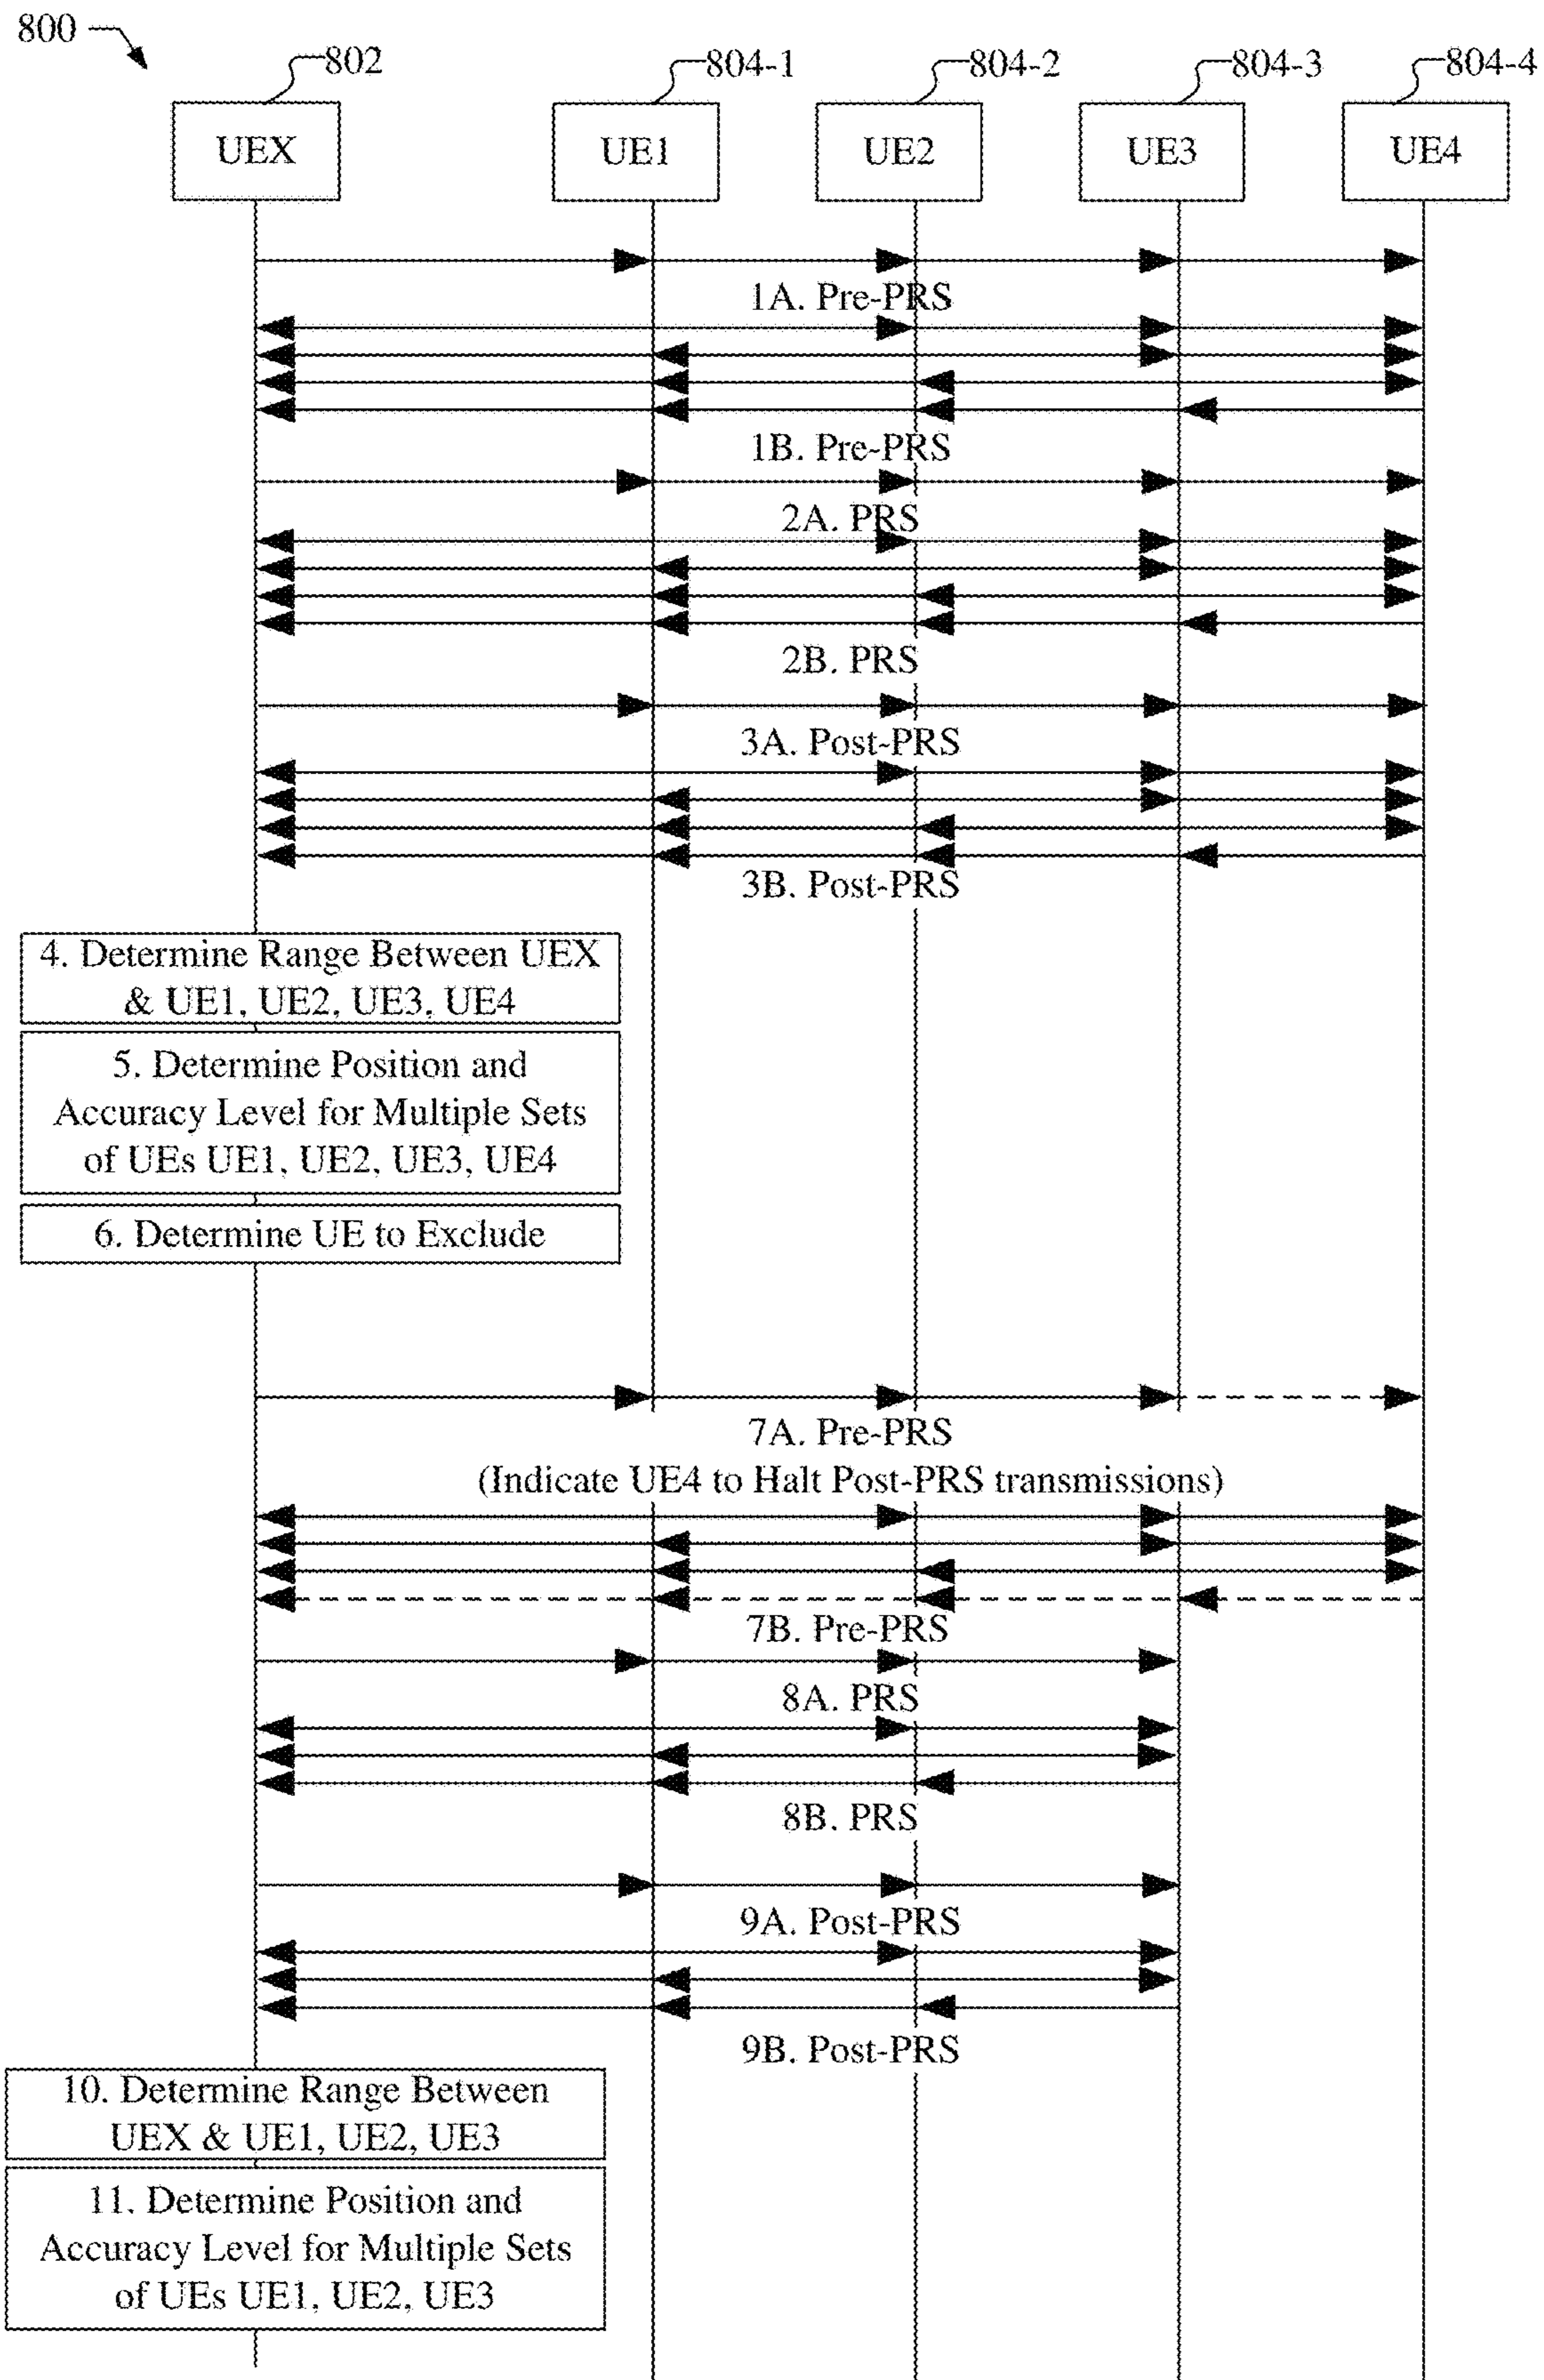 800
802
804-1
804-2
804-3
804-4
UEX
UE1
UE2
UE3
UE4
1A. Pre-PRS
1B. Pre-PRS
2A. PRS
2B. PRS
3A. Post-PRS
3B. Post-PRS
4. Determine Range Between UEX
& UE1, UE2, UE3, UE4
5. Determine Position and
Accuracy Level for Multiple Sets
of UEs UE1, UE2, UE3, UE4
6. Determine UE to Exclude
7A. Pre-PRS
(Indicate UE4 to Halt Post-PRS transmissions)
7B. Pre-PRS
8A. PRS
8B. PRS
9A. Post-PRS
9B. Post-PRS
10. Determine Range Between
UEX & UE1, UE2, UE3
11. Determine Position and
Accuracy Level for Multiple Sets
of UEs UE1, UE2, UE3